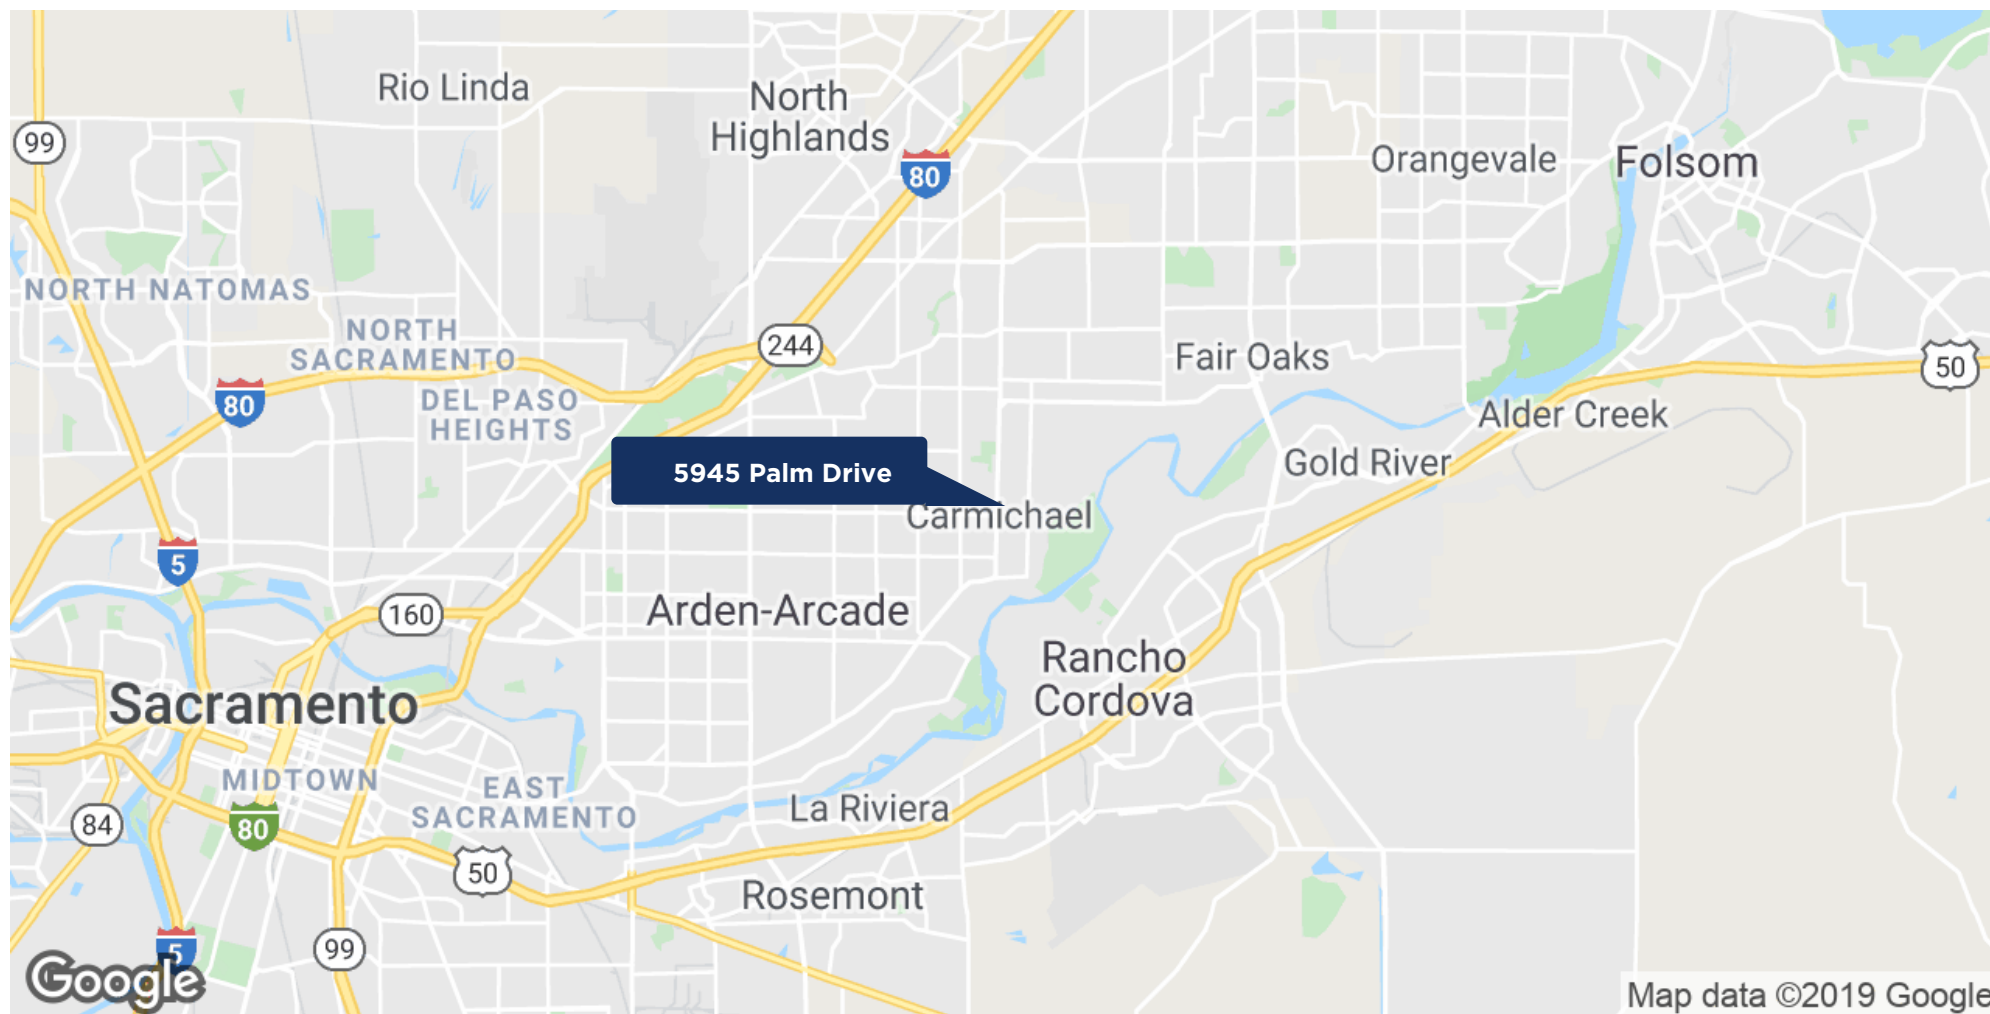 Rio Linda
North
Highlands
99
80
Orangevale
Folsom
NORTH NATOMAS
NORTH
SACRAMENTO
244
Fair Oaks
50
80
DEL PASO
HEIGHTS
Alder Creek
5945 Palm Drive
Gold River
Carmichael
5
160
Arden-Arcade
Rancho
Cordova
Sacramento
MIDTOWN
EAST
SACRAMENTO
La Riviera
84
80
50
Rosemont
5
99
Google
Map data ©2019 Google